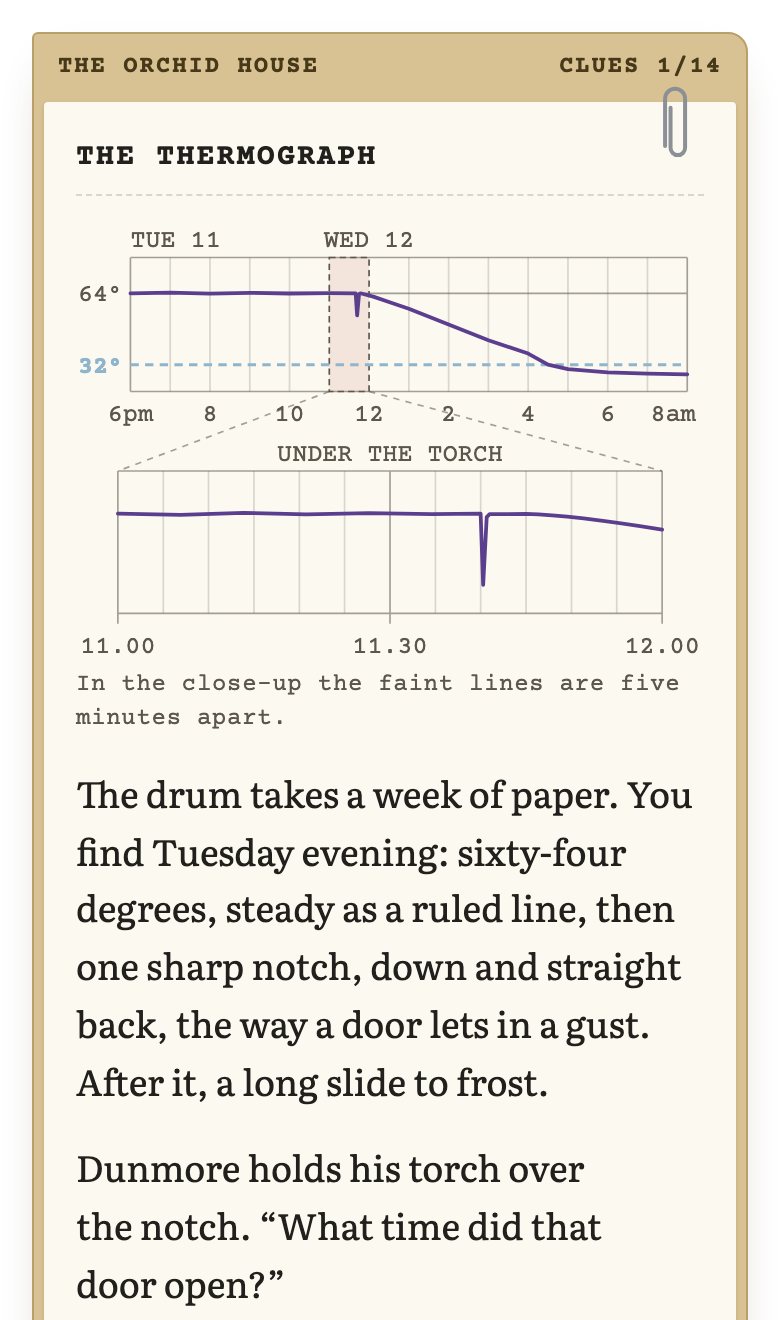 THE ORCHID HOUSE CLUES 1/14
THE THERMOGRAPH
TUE 11 WED 12
64°
32°
6pm 8 10 12 2 4 6 8am
UNDER THE TORCH
11.00 11.30 12.00
In the close-up the faint lines are five
minutes apart.
The drum takes a week of paper. You
find Tuesday evening: sixty-four
degrees, steady as a ruled line, then
one sharp notch, down and straight
back, the way a door lets in a gust.
After it, a long slide to frost.
Dunmore holds his torch over
the notch. “What time did that
door open?”